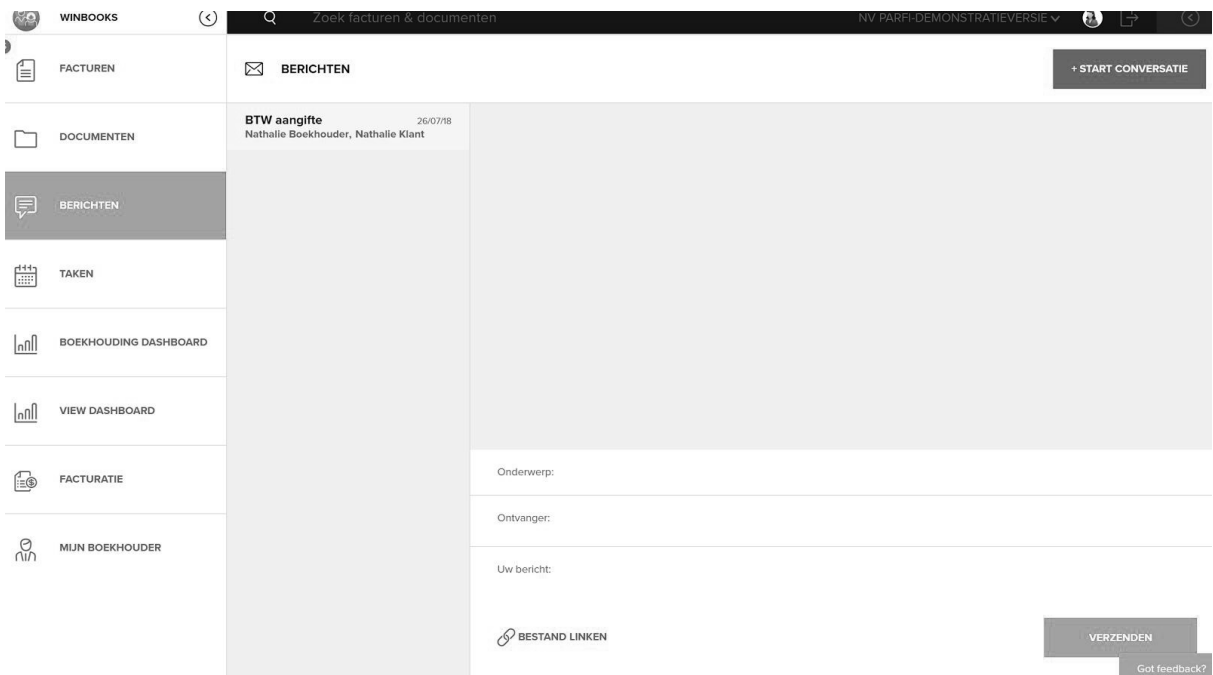 WINBOOKS
Zoek facturen & documenten
NV PARFI-DEMONSTRATIEVERSIE
FACTUREN
DOCUMENTEN
BERICHTEN
TAKEN
BOEKHOUDING DASHBOARD
VIEW DASHBOARD
FACTURATIE
MIJN BOEKHOUDER
BERICHTEN
+ START CONVERSATIE
BTW aangifte 26/07/18
Nathalie Boekhouder, Nathalie Klant
Onderwerp:
Ontvanger:
Uw bericht:
BESTAND LINKEN
VERZENDEN
Got feedback?